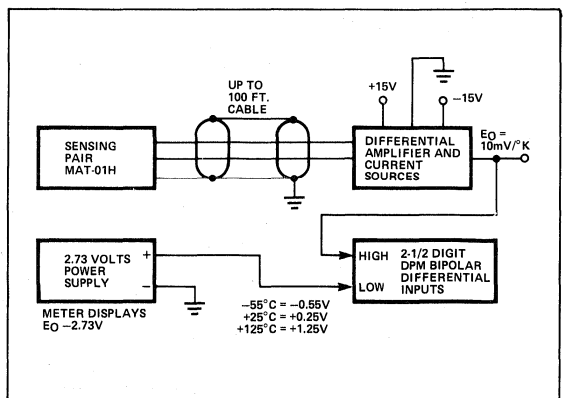 UP TO
100 FT.
CABLE
+15V
−15V
SENSING
PAIR
MAT-01H
DIFFERENTIAL
AMPLIFIER AND
CURRENT
SOURCES
EO =
10mV/°K
2.73 VOLTS
POWER
SUPPLY
+
−
HIGH
LOW
2-1/2 DIGIT
DPM BIPOLAR
DIFFERENTIAL
INPUTS
METER DISPLAYS
EO −2.73V
−55°C = −0.55V
+25°C = +0.25V
+125°C = +1.25V